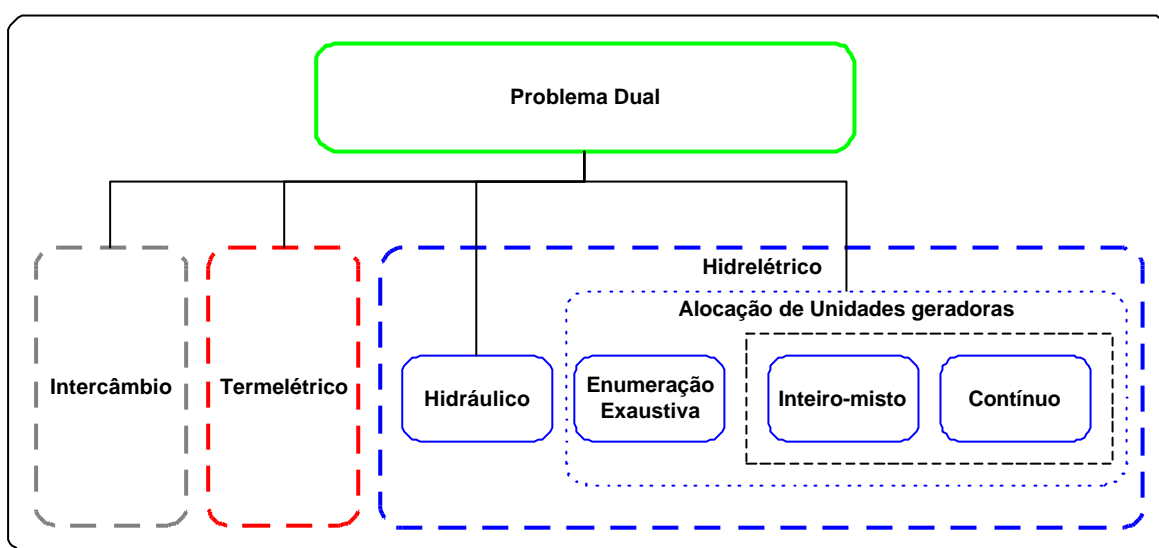 Problema Dual
Hidrelétrico
Alocação de Unidades geradoras
Intercâmbio
Termelétrico
Hidráulico
Enumeração
Exaustiva
Inteiro-misto
Contínuo